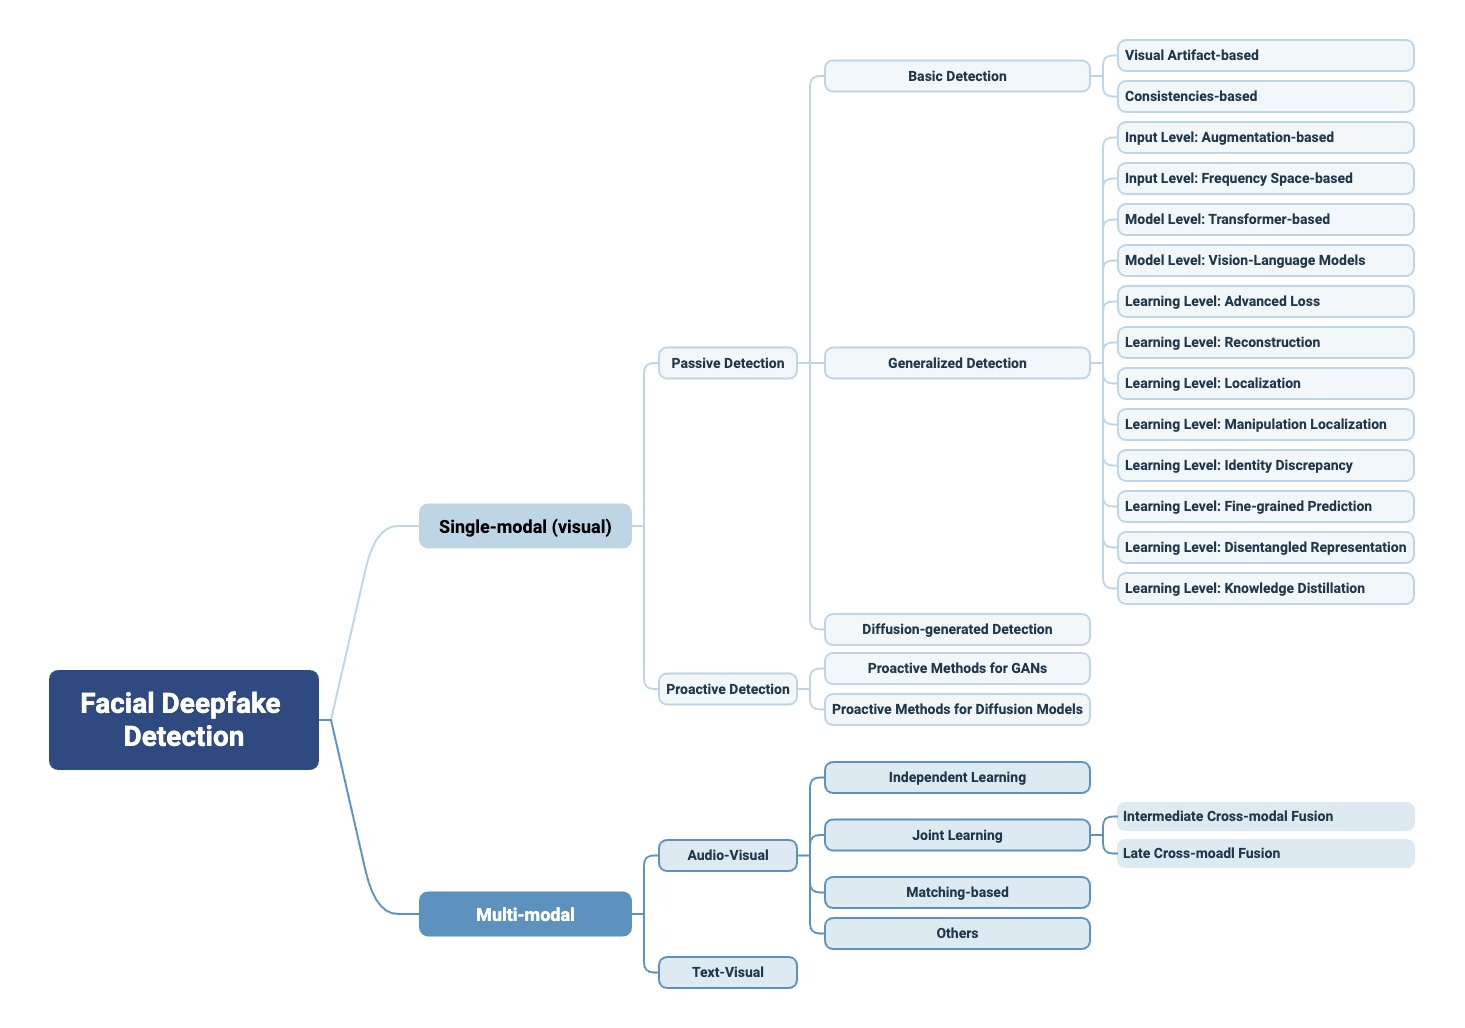 Facial Deepfake
Detection
Single-modal (visual)
Passive Detection
Basic Detection
Visual Artifact-based
Consistencies-based
Generalized Detection
Input Level: Augmentation-based
Input Level: Frequency Space-based
Model Level: Transformer-based
Model Level: Vision-Language Models
Learning Level: Advanced Loss
Learning Level: Reconstruction
Learning Level: Localization
Learning Level: Manipulation Localization
Learning Level: Identity Discrepancy
Learning Level: Fine-grained Prediction
Learning Level: Disentangled Representation
Learning Level: Knowledge Distillation
Diffusion-generated Detection
Proactive Detection
Proactive Methods for GANs
Proactive Methods for Diffusion Models
Multi-modal
Audio-Visual
Independent Learning
Joint Learning
Intermediate Cross-modal Fusion
Late Cross-moadl Fusion
Matching-based
Others
Text-Visual